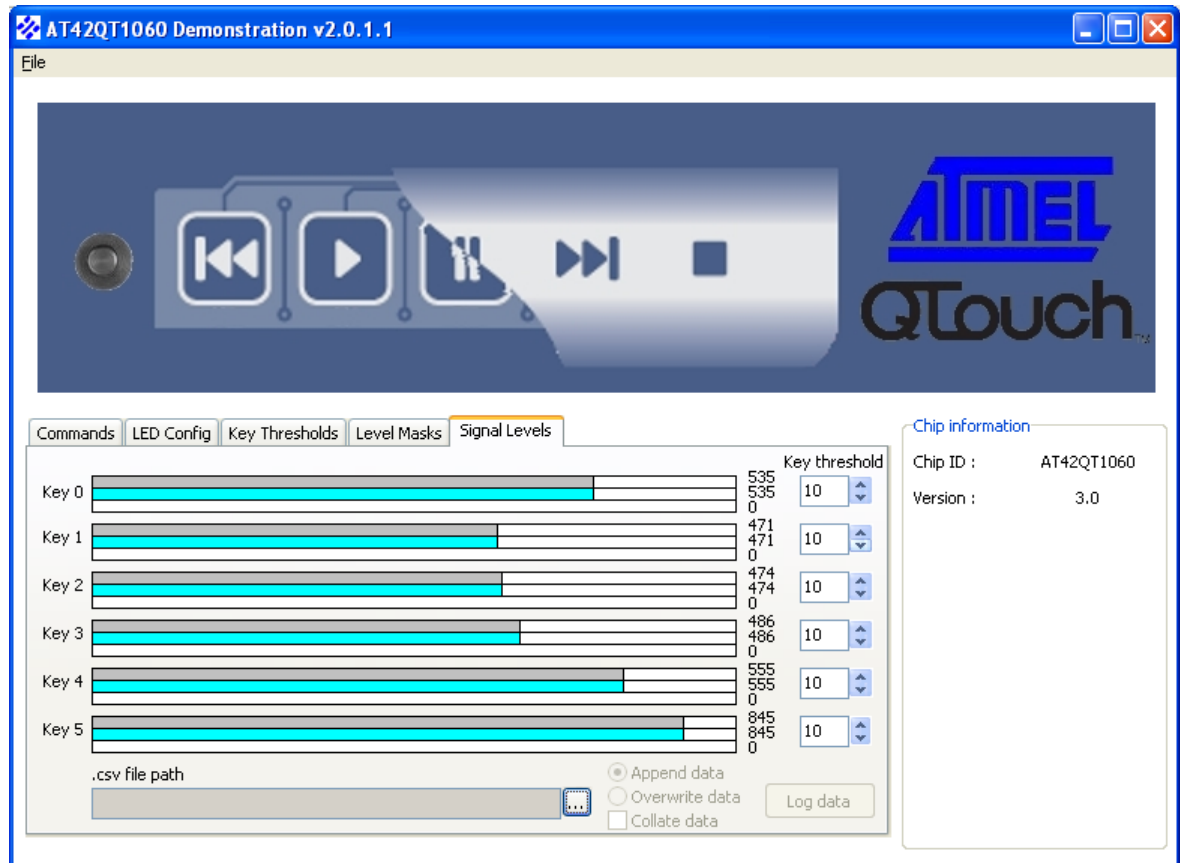 AT42QT1060 Demonstration v2.0.1.1
File
ATMEL
QTouch™
Commands LED Config Key Thresholds Level Masks Signal Levels
Key threshold
Key 0 535 535 0 10
Key 1 471 471 0 10
Key 2 474 474 0 10
Key 3 486 486 0 10
Key 4 555 555 0 10
Key 5 845 845 0 10
.csv file path
...
Append data
Overwrite data
Collate data
Log data
Chip information
Chip ID : AT42QT1060
Version : 3.0